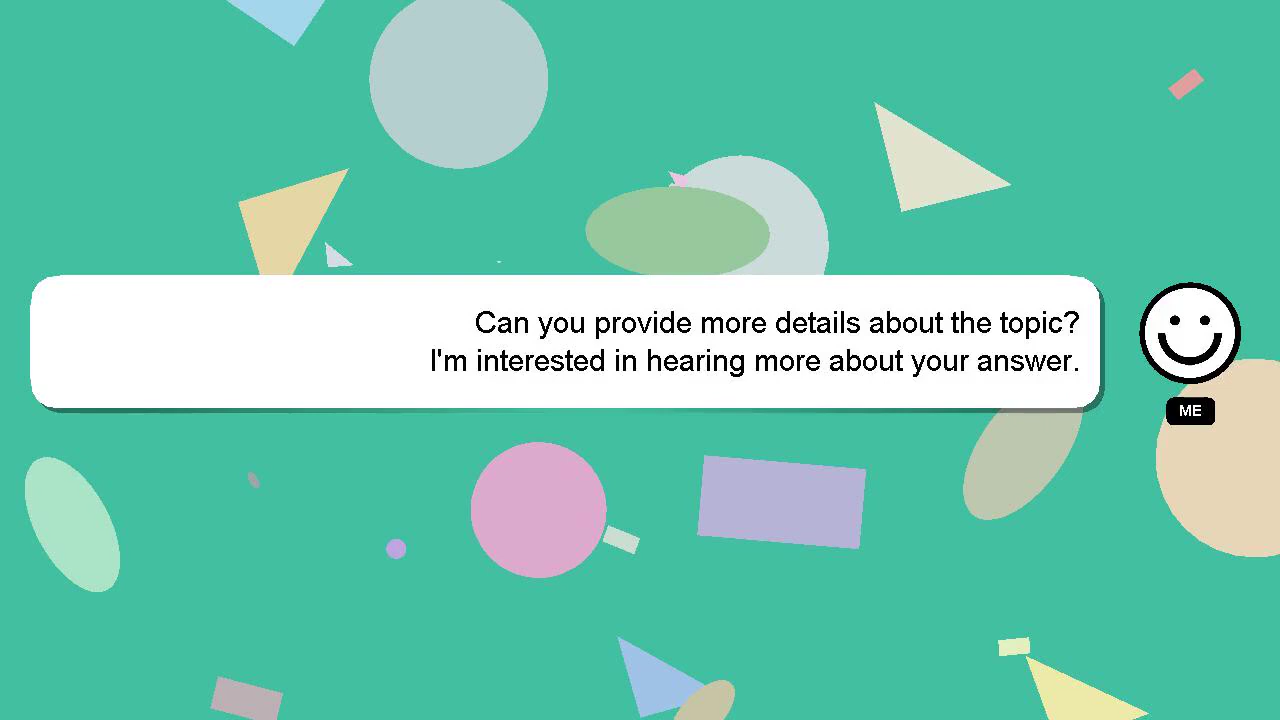 Can you provide more details about the topic?
I'm interested in hearing more about your answer.
ME